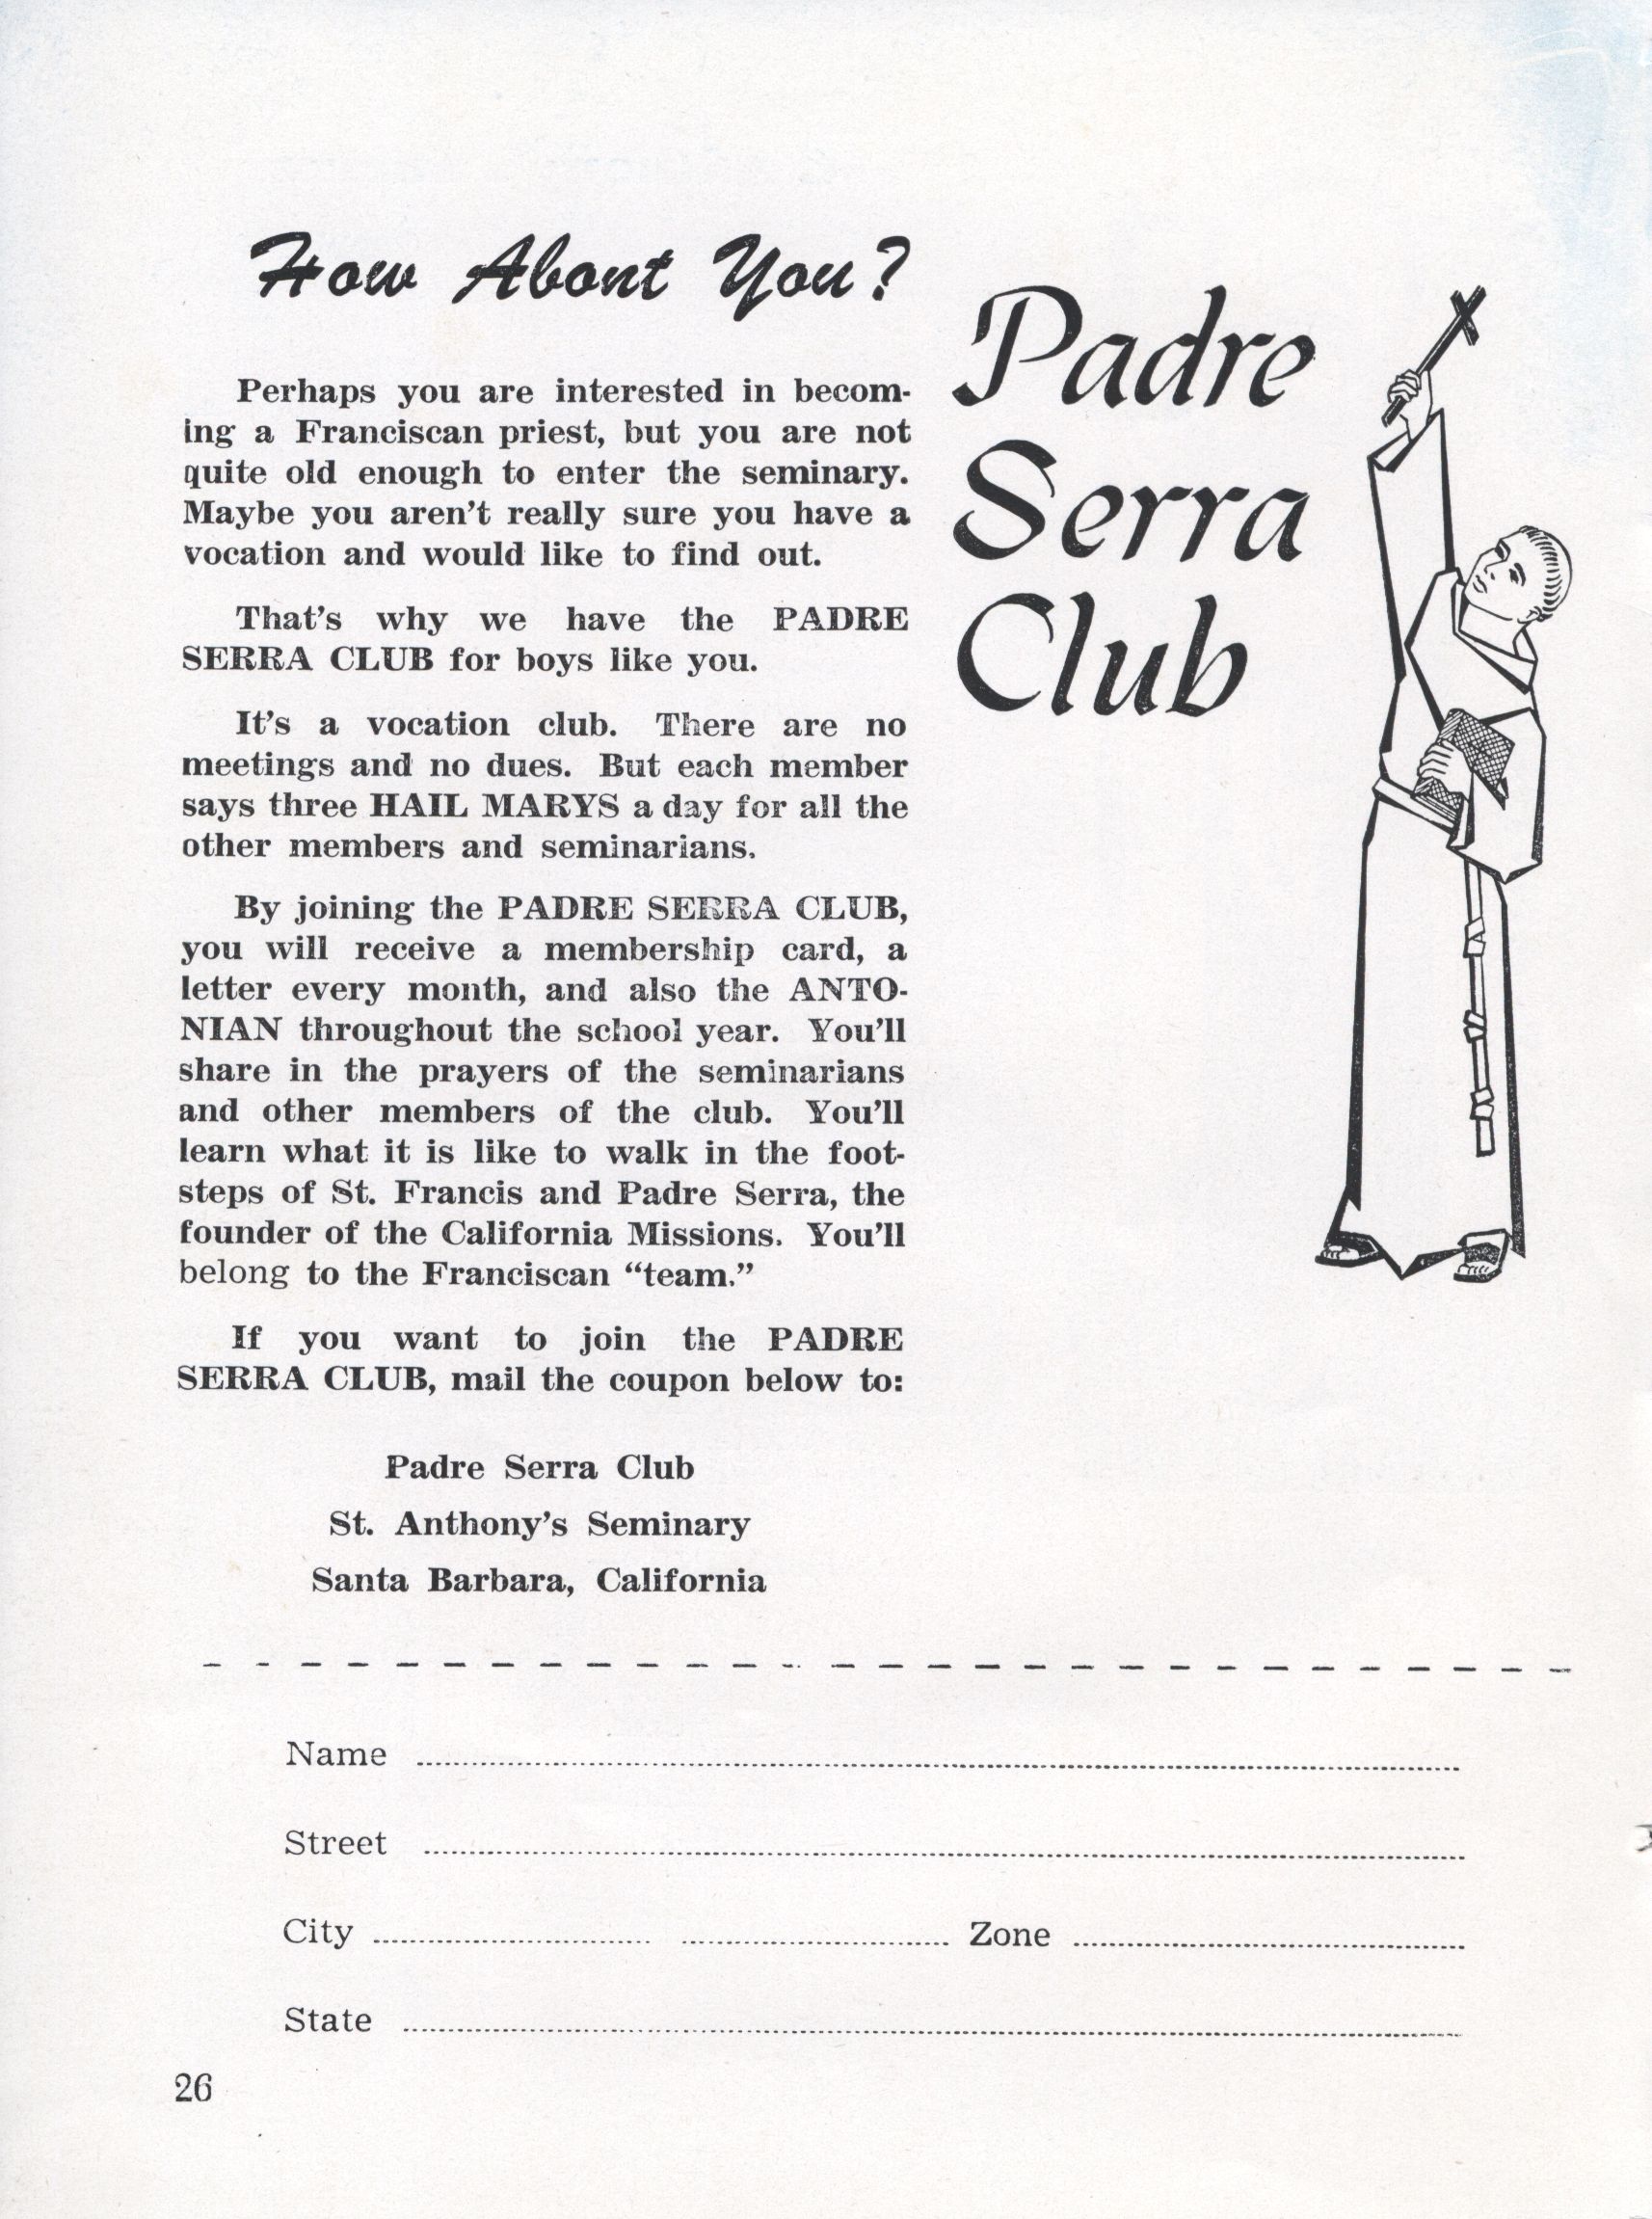 How About You?
Padre
Serra
Club
Perhaps you are interested in becom-
ing a Franciscan priest, but you are not
quite old enough to enter the seminary.
Maybe you aren't really sure you have a
vocation and would like to find out.
That's why we have the PADRE
SERRA CLUB for boys like you.
It's a vocation club. There are no
meetings and no dues. But each member
says three HAIL MARYS a day for all the
other members and seminarians.
By joining the PADRE SERRA CLUB,
you will receive a membership card, a
letter every month, and also the ANTO-
NIAN throughout the school year. You'll
share in the prayers of the seminarians
and other members of the club. You'll
learn what it is like to walk in the foot-
steps of St. Francis and Padre Serra, the
founder of the California Missions. You'll
belong to the Franciscan “team.”
If you want to join the PADRE
SERRA CLUB, mail the coupon below to:
Padre Serra Club
St. Anthony's Seminary
Santa Barbara, California
Name
Street
City Zone
State
26